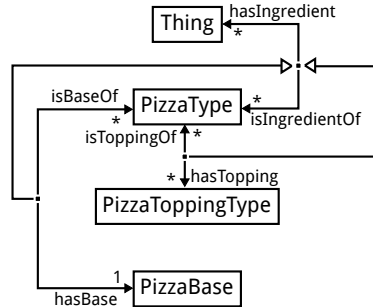 hasIngredient
Thing
*
isBaseOf
PizzaType
*
*
isIngredientOf
isToppingOf
*
*
hasTopping
PizzaToppingType
1
PizzaBase
hasBase